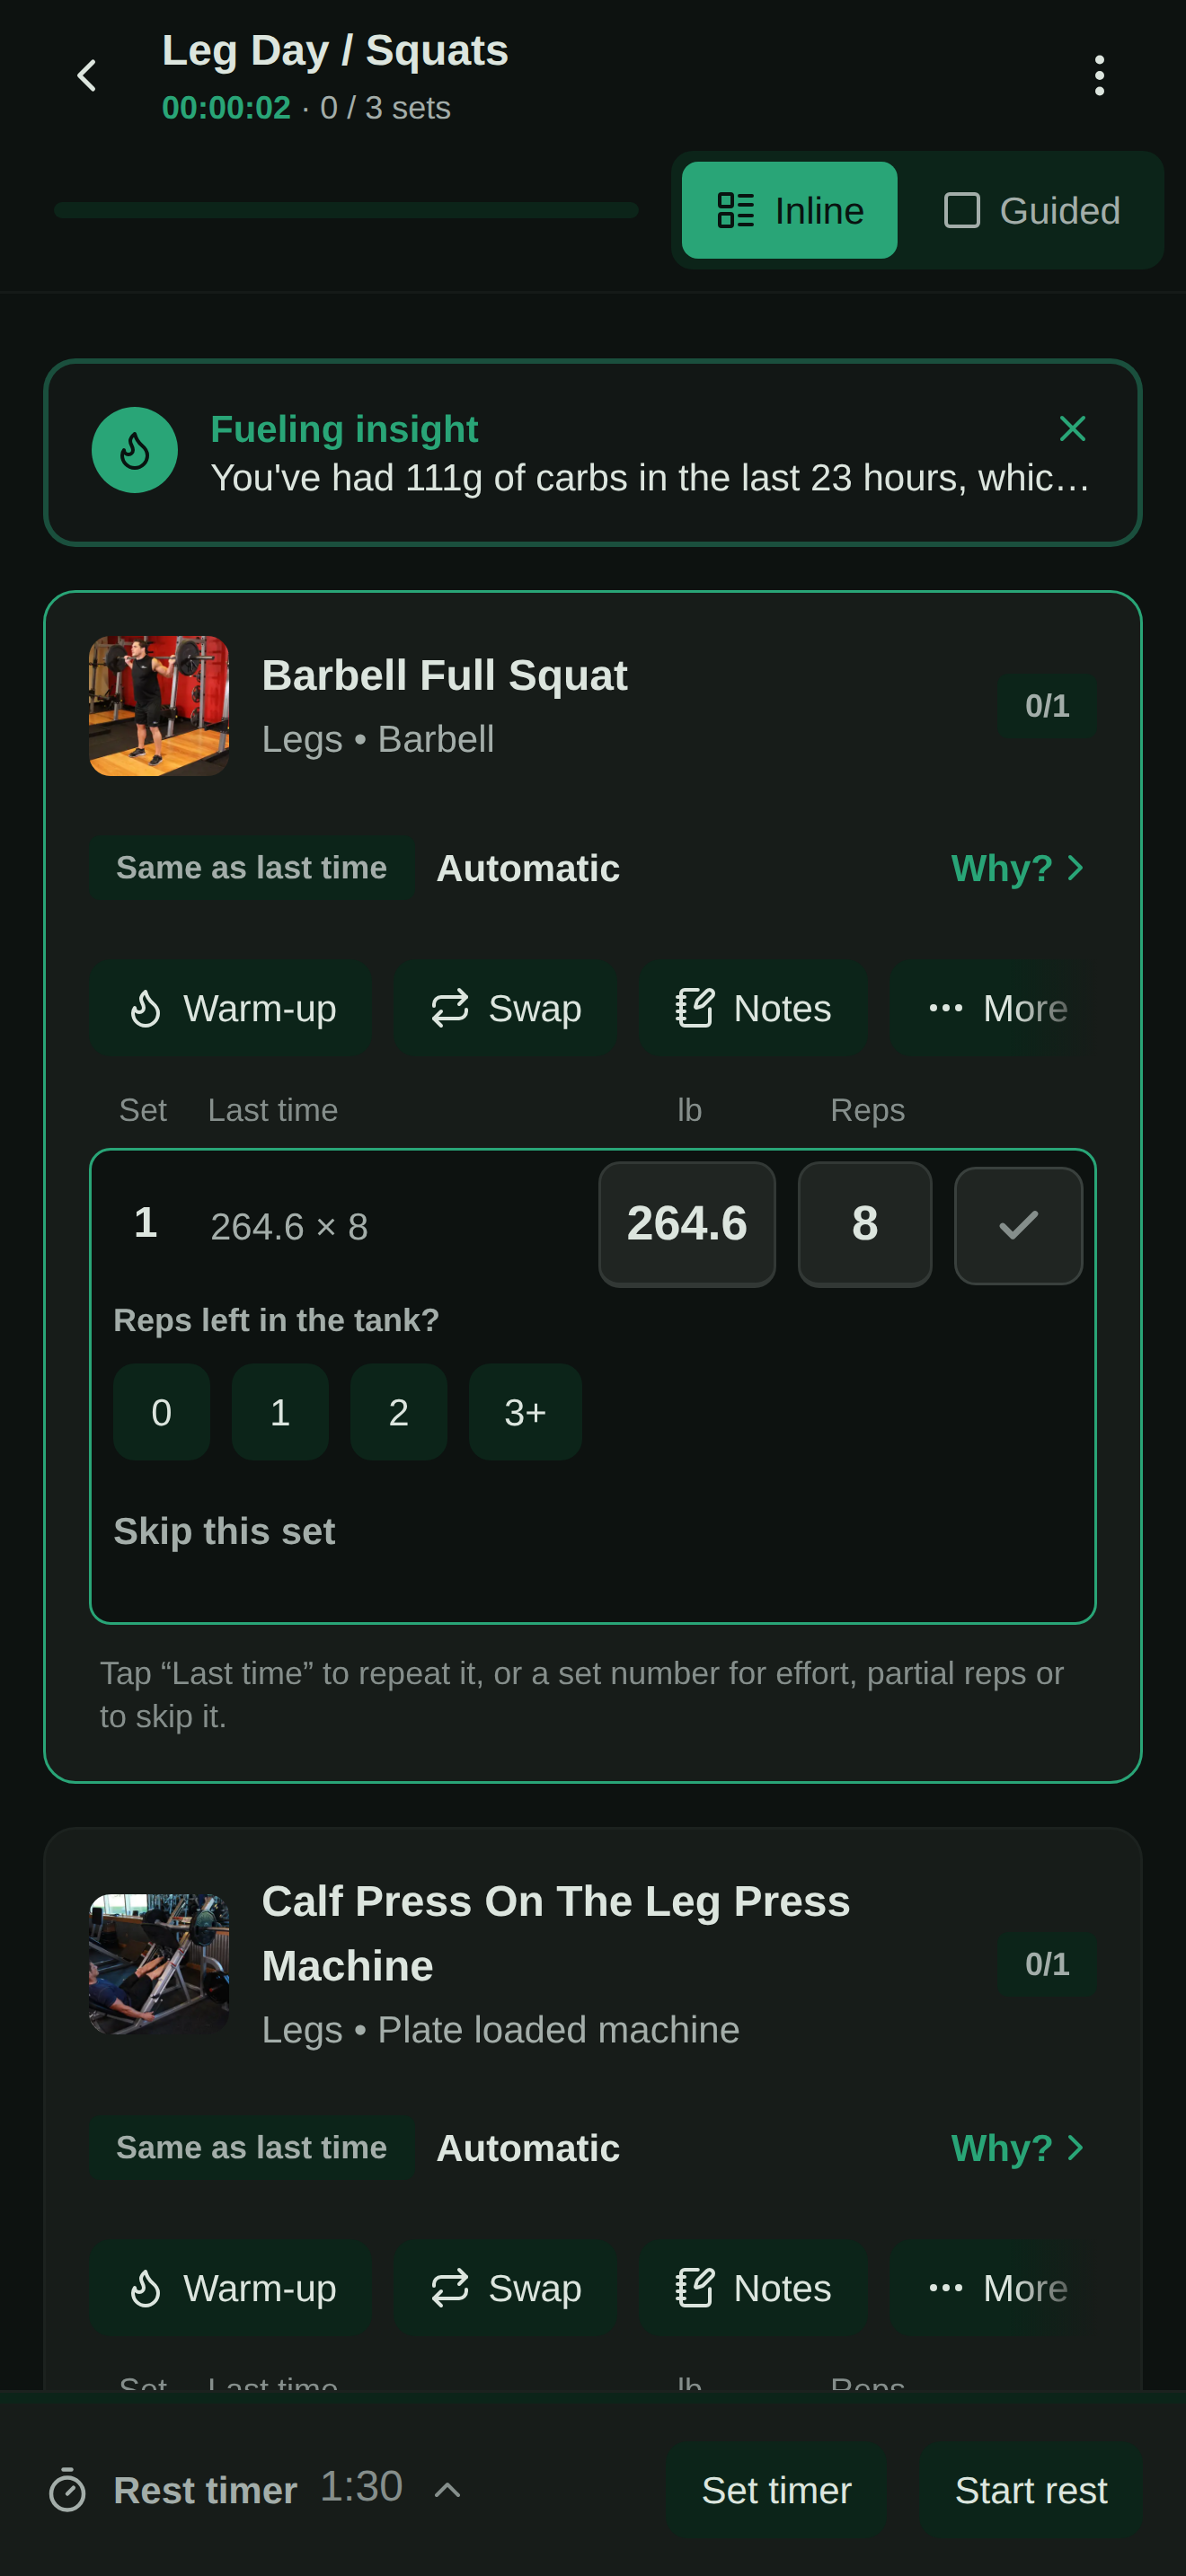 Leg Day / Squats
00:00:02 · 0 / 3 sets
Inline
Guided
Fueling insight
You've had 111g of carbs in the last 23 hours, whic…
Barbell Full Squat
Legs • Barbell
0/1
Same as last time
Automatic
Why?
Warm-up
Swap
Notes
More
Set
Last time
lb
Reps
1
264.6 × 8
264.6
8
Reps left in the tank?
0
1
2
3+
Skip this set
Tap “Last time” to repeat it, or a set number for effort, partial reps or
to skip it.
Calf Press On The Leg Press
Machine
Legs • Plate loaded machine
0/1
Same as last time
Automatic
Why?
Warm-up
Swap
Notes
More
Set
Last time
lb
Reps
Rest timer
1:30
Set timer
Start rest